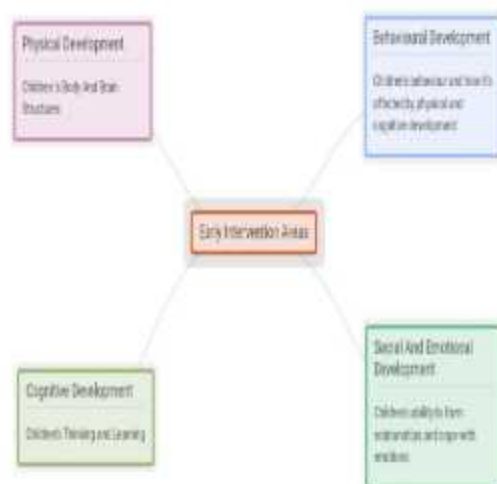 Physical Development
Children's Body And Brain
Structures
Behavioural Development
Children's behaviour and how it's
affected by physical and
cognitive development
Early Intervention Areas
Cognitive Development
Children's Thinking and Learning
Social And Emotional
Development
Children's ability to form
relationships and cope with
emotions